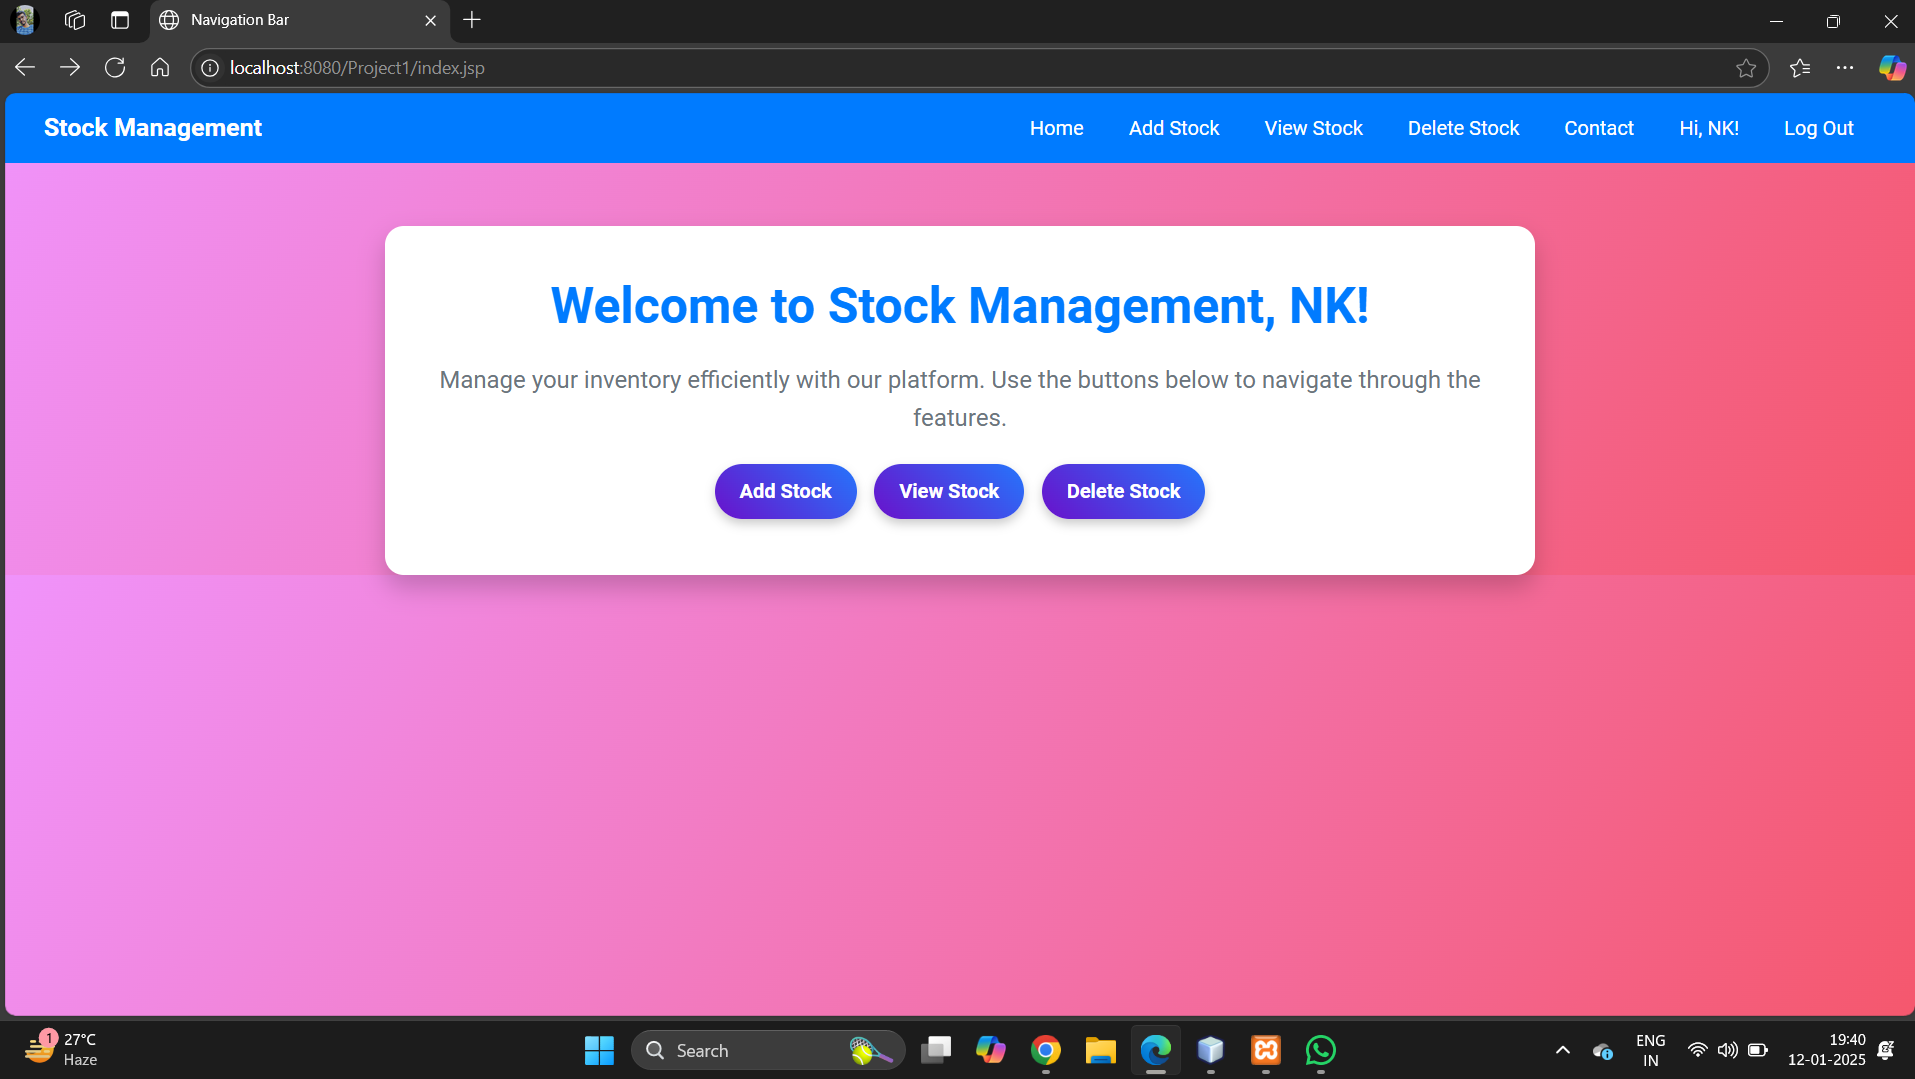 Navigation Bar
localhost:8080/Project1/index.jsp
Stock Management
Home
Add Stock
View Stock
Delete Stock
Contact
Hi, NK!
Log Out
Welcome to Stock Management, NK!
Manage your inventory efficiently with our platform. Use the buttons below to navigate through the
features.
Add Stock
View Stock
Delete Stock
1
27°C
Haze
Search
ENG
IN
19:40
12-01-2025